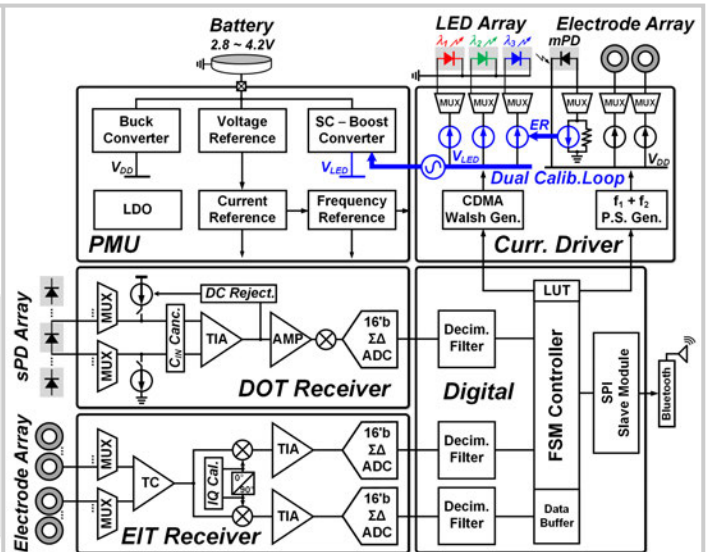 Battery
2.8 ~ 4.2V
LED Array
Electrode Array
λ1
λ2
λ3
mPD
MUX
MUX
MUX
MUX
MUX
MUX
Buck
Converter
Voltage
Reference
SC – Boost
Converter
VDD
VLED
LDO
Current
Reference
Frequency
Reference
PMU
ER
VLED
VDD
Dual Calib.Loop
CDMA
Walsh Gen.
f1 + f2
P.S. Gen.
Curr. Driver
sPD Array
MUX
MUX
DC Reject.
CIN Canc.
TIA
AMP
16'b
ΣΔ
ADC
DOT Receiver
Decim.
Filter
Digital
LUT
FSM Controller
SPI
Slave Module
Bluetooth
Electrode Array
MUX
MUX
TC
IQ Cal.
0°
90°
TIA
TIA
16'b
ΣΔ
ADC
16'b
ΣΔ
ADC
EIT Receiver
Decim.
Filter
Decim.
Filter
Data
Buffer